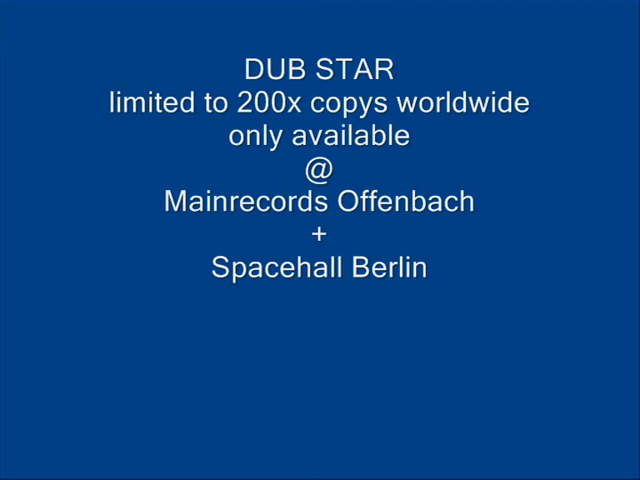 DUB STAR
limited to 200x copys worldwide
only available
@
Mainrecords Offenbach
+
Spacehall Berlin